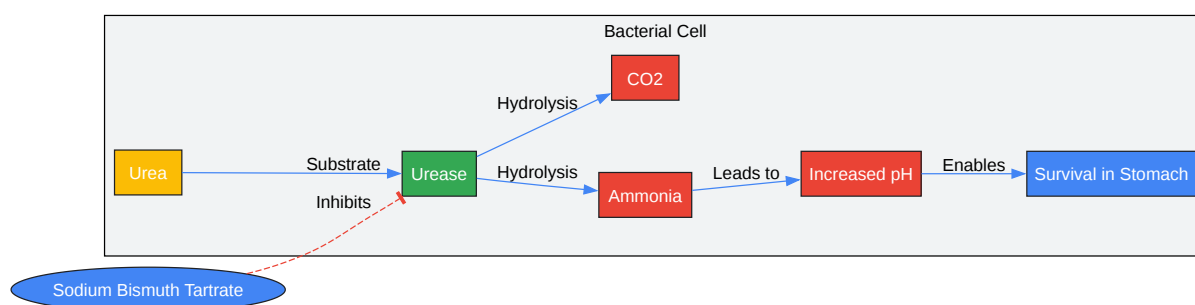 Bacterial Cell
CO2
Hydrolysis
Urea
Substrate
Urease
Hydrolysis
Ammonia
Leads to
Increased pH
Enables
Survival in Stomach
Inhibits
Sodium Bismuth Tartrate